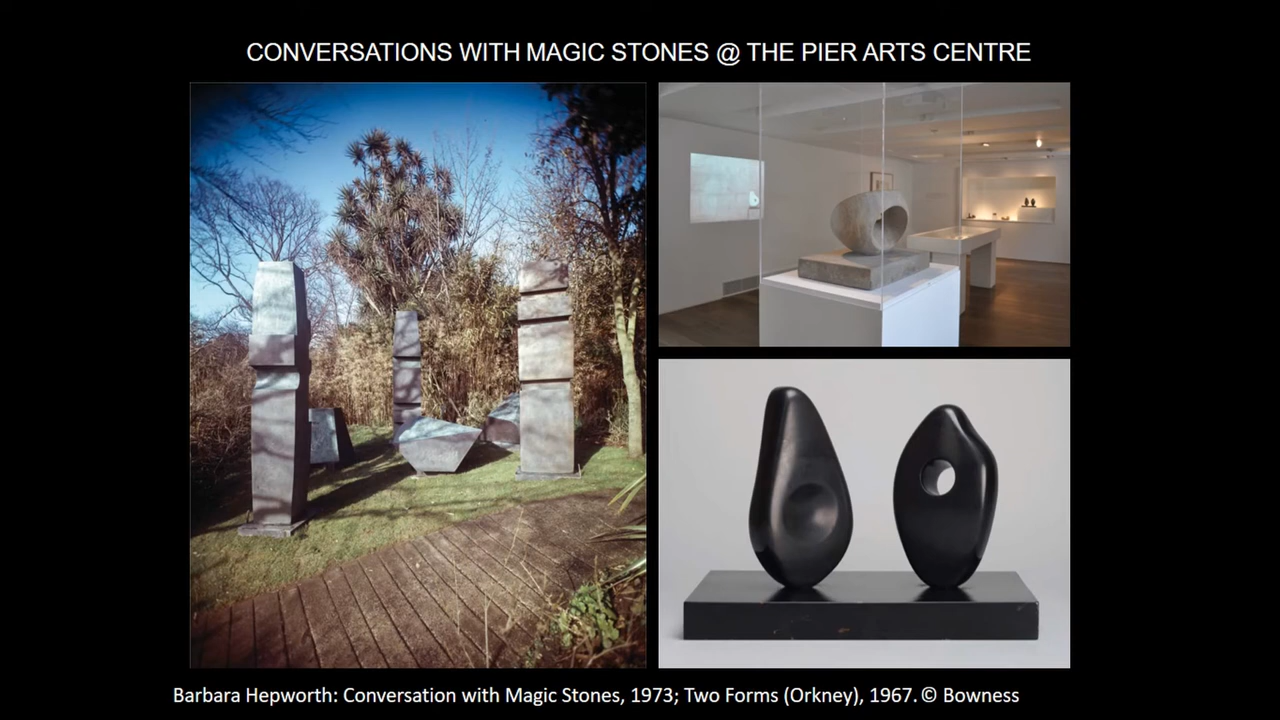 CONVERSATIONS WITH MAGIC STONES @ THE PIER ARTS CENTRE
Barbara Hepworth: Conversation with Magic Stones, 1973; Two Forms (Orkney), 1967. © Bowness